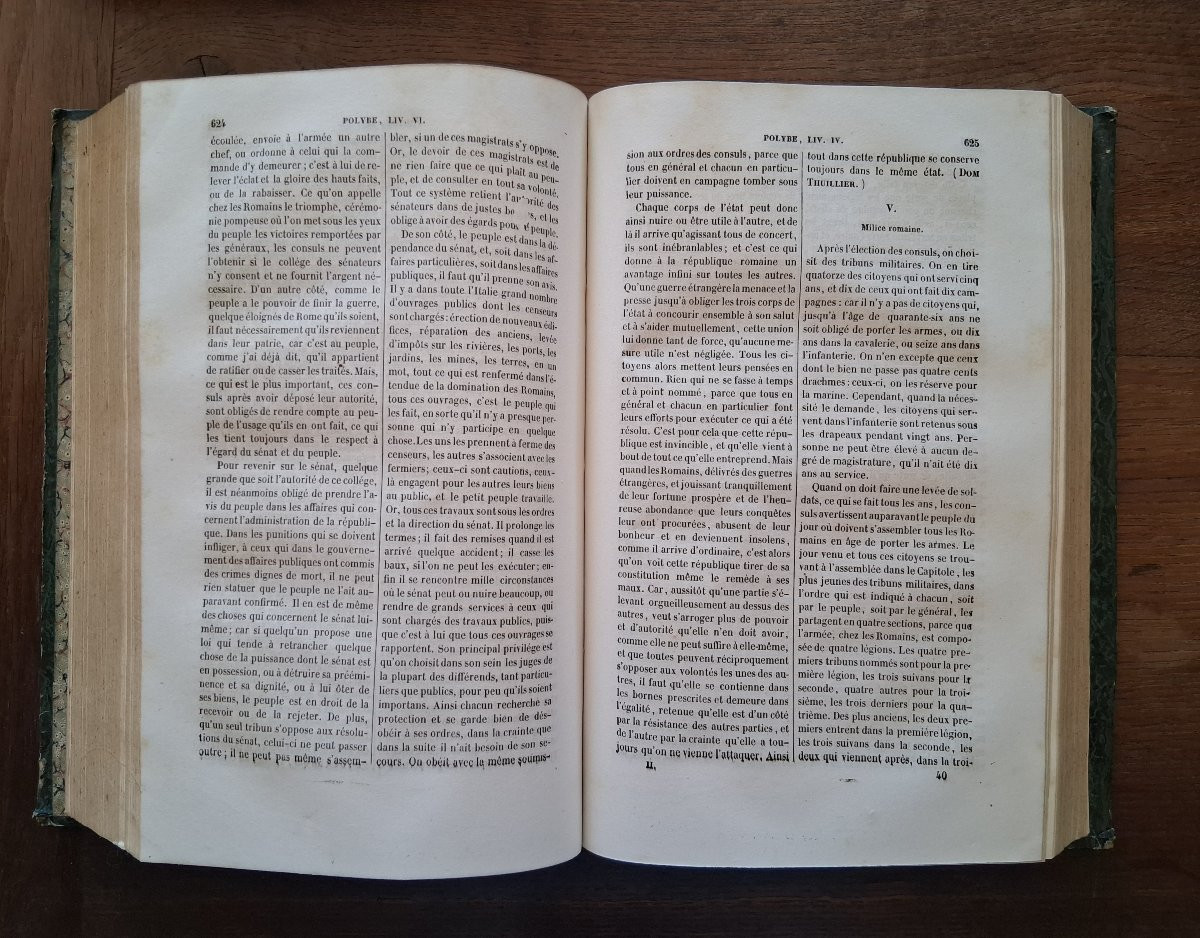 624
POLYBE, LIV. VI.
écoulée, envoie à l'armée un autre
chef, ou ordonne à celui qui la com-
mande d'y demeurer; c'est à lui de re-
lever l'éclat et la gloire des hauts faits,
ou de la rabaisser. Ce qu'on appelle
chez les Romains le triomphe, cérémo-
nie pompeuse où l'on met sous les yeux
du peuple les victoires remportées par
les généraux, les consuls ne peuvent
l'obtenir si le collège des sénateurs
n'y consent et ne fournit l'argent né-
cessaire. D'un autre côté, comme le
peuple a le pouvoir de finir la guerre,
quelque éloignés de Rome qu'ils soient,
il faut nécessairement qu'ils reviennent
dans leur patrie, car c'est au peuple,
comme j'ai déjà dit, qu'il appartient
de ratifier ou de casser les traités. Mais,
ce qui est le plus important, ces con-
suls après avoir déposé leur autorité,
sont obligés de rendre compte au peu-
ple de l'usage qu'ils en ont fait, ce qui
les tient toujours dans le respect à
l'égard du sénat et du peuple.
Pour revenir sur le sénat, quelque
grande que soit l'autorité de ce collége,
il est néanmoins obligé de prendre l'a-
vis du peuple dans les affaires qui con-
cernent l'administration de la républi-
que. Dans les punitions qui se doivent
infliger, à ceux qui dans le gouverne-
ment des affaires publiques ont commis
des crimes dignes de mort, il ne peut
rien statuer que le peuple ne l'ait au-
paravant confirmé. Il en est de même
des choses qui concernent le sénat lui-
même; car si quelqu'un propose une
loi qui tende à retrancher quelque
chose de la puissance dont le sénat est
en possession, ou à détruire sa préémi-
nence et sa dignité, ou à lui ôter de
ses biens, le peuple est en droit de la
recevoir ou de la rejeter. De plus,
qu'un seul tribun s'oppose aux résolu-
tions du sénat, celui-ci ne peut passer
outre; il ne peut pas même s'assem-
bler, si un de ces magistrats s'y oppose.
Or, le devoir de ces magistrats est de
ne rien faire que ce qui plaît au peu-
ple, et de consulter en tout sa volonté.
Tout ce système retient l'autorité des
sénateurs dans de justes et les
oblige à avoir des égards pour le peuple.
De son côté, le peuple est dans la dé-
pendance du sénat, et, soit dans les af-
faires particulières, soit dans les affaires
publiques, il faut qu'il prenne son avis.
Il y a dans toute l'Italie grand nombre
d'ouvrages publics dont les censeurs
sont chargés: érection de nouveaux édi-
fices, réparation des anciens, levée
d'impôts sur les rivières, les ports, les
jardins, les mines, les terres, en un
mot, tout ce qui est renfermé dans l'é-
tendue de la domination des Romains,
tous ces ouvrages, c'est le peuple qui
les fait, en sorte qu'il n'y a presque per-
sonne qui n'y participe en quelque
chose. Les uns les prennent à ferme des
censeurs, les autres s'associent avec les
fermiers; ceux-ci sont cautions, ceux-
là engagent pour les autres leurs biens
au public, et le petit peuple travaille.
Or, tous ces travaux sont sous les ordres
et la direction du sénat. Il prolonge les
termes; il fait des remises quand il est
arrivé quelque accident; il casse les
baux, si l'on ne peut les exécuter; en-
fin il se rencontre mille circonstances
où le sénat peut ou nuire beaucoup, ou
rendre de grands services à ceux qui
sont chargés des travaux publics, puis-
que c'est à lui que tous ces ouvrages se
rapportent. Son principal privilége est
qu'on choisit dans son sein les juges de
la plupart des différends, tant particu-
liers que publics, pour peu qu'ils soient
importans. Ainsi chacun recherche sa
protection et se garde bien de dés-
obéir à ses ordres, dans la crainte que
dans la suite il n'ait besoin de son se-
cours. On obéit avec la même soumis-
POLYBE, LIV. IV.
625
sion aux ordres des consuls, parce que
tous en général et chacun en particu-
lier doivent en campagne tomber sous
leur puissance.
Chaque corps de l'état peut donc
ainsi nuire ou être utile à l'autre, et de
là il arrive qu'agissant tous de concert,
ils sont inébranlables; et c'est ce qui
donne à la république romaine un
avantage infini sur toutes les autres.
Qu'une guerre étrangère la menace et la
presse jusqu'à obliger les trois corps de
l'état à concourir ensemble à son salut
et à s'aider mutuellement, cette union
lui donne tant de force, qu'aucune me-
sure utile n'est négligée. Tous les ci-
toyens alors mettent leurs pensées en
commun. Rien qui ne se fasse à temps
et à point nommé, parce que tous en
général et chacun en particulier font
leurs efforts pour exécuter ce qui a été
résolu. C'est pour cela que cette répu-
blique est invincible, et qu'elle vient à
bout de tout ce qu'elle entreprend. Mais
quand les Romains, délivrés des guerres
étrangères, et jouissant tranquillement
de leur fortune prospère et de l'heu-
reuse abondance que leurs conquêtes
leur ont procurées, abusent de leur
bonheur et en deviennent insolens,
comme il arrive d'ordinaire, c'est alors
qu'on voit cette république tirer de sa
constitution même le remède à ses
maux. Car, aussitôt qu'une partie s'é-
levant orgueilleusement au dessus des
autres, veut s'arroger plus de pouvoir
et d'autorité qu'elle n'en doit avoir,
comme elle ne peut suffire à elle-même,
et que toutes peuvent réciproquement
s'opposer aux volontés les unes des au-
tres, il faut qu'elle se contienne dans
les bornes prescrites et demeure dans
l'égalité, retenue qu'elle est d'un côté
par la résistance des autres parties, et
de l'autre par la crainte qu'elle a tou-
jours qu'on ne vienne l'attaquer. Ainsi
II.
tout dans cette république se conserve
toujours dans le même état. (DOM
THUILLIER.)
V.
Milice romaine.
Après l'élection des consuls, on choi-
sit des tribuns militaires. On en tire
quatorze des citoyens qui ont servi cinq
ans, et dix de ceux qui ont fait dix cam-
pagnes: car il n'y a pas de citoyens qui,
jusqu'à l'âge de quarante-six ans ne
soit obligé de porter les armes, ou dix
ans dans la cavalerie, ou seize ans dans
l'infanterie. On n'en excepte que ceux
dont le bien ne passe pas quatre cents
drachmes: ceux-ci, on les réserve pour
la marine. Cependant, quand la néces-
sité le demande, les citoyens qui ser-
vent dans l'infanterie sont retenus sous
les drapeaux pendant vingt ans. Per-
sonne ne peut être élevé à aucun de-
gré de magistrature, qu'il n'ait été dix
ans au service.
Quand on doit faire une levée de sol-
dats, ce qui se fait tous les ans, les con-
suls avertissent auparavant le peuple du
jour où doivent s'assembler tous les Ro-
mains en âge de porter les armes. Le
jour venu et tous ces citoyens se trou-
vant à l'assemblée dans le Capitole, les
plus jeunes des tribuns militaires, dans
l'ordre qui est indiqué à chacun, soit
par le peuple, soit par le général, les
partagent en quatre sections, parce que
l'armée, chez les Romains, est compo-
sée de quatre légions. Les quatre pre-
miers tribuns nommés sont pour la pre-
mière légion, les trois suivans pour la
seconde, quatre autres pour la troi-
sième, les trois derniers pour la qua-
trième. Des plus anciens, les deux pre-
miers entrent dans la première légion,
les trois suivans dans la seconde, les
deux qui viennent après, dans la troi-
40